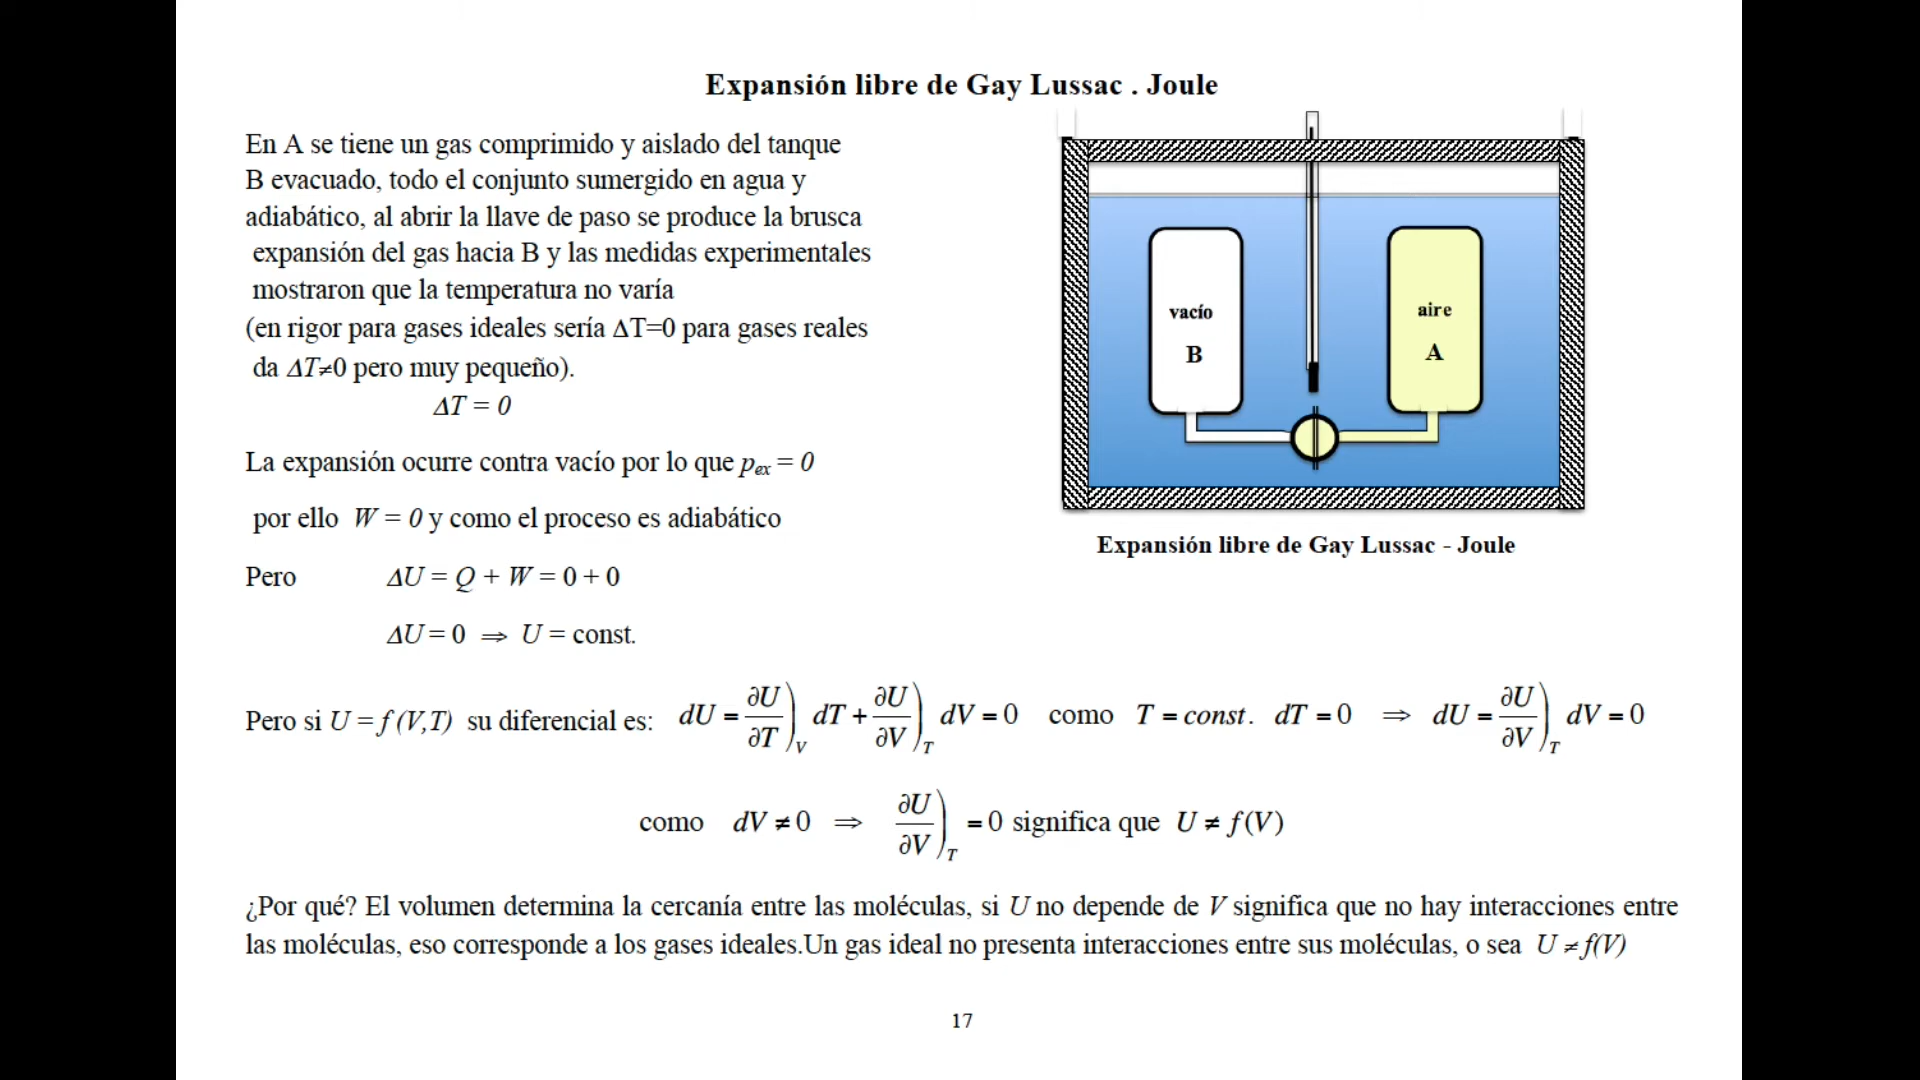 Expansión libre de Gay Lussac . Joule
En A se tiene un gas comprimido y aislado del tanque
B evacuado, todo el conjunto sumergido en agua y
adiabático, al abrir la llave de paso se produce la brusca
expansión del gas hacia B y las medidas experimentales
mostraron que la temperatura no varía
(en rigor para gases ideales sería ΔT=0 para gases reales
da ΔT≠0 pero muy pequeño).
ΔT = 0
La expansión ocurre contra vacío por lo que pₑₓ = 0
por ello W = 0 y como el proceso es adiabático
Pero ΔU = Q + W = 0 + 0
ΔU = 0 ⇒ U = const.
vacío
B
aire
A
Expansión libre de Gay Lussac - Joule
Pero si U = f (V,T) su diferencial es: dU = ∂U/∂T)_V dT + ∂U/∂V)_T dV = 0 como T = const. dT = 0 ⇒ dU = ∂U/∂V)_T dV = 0
como dV ≠ 0 ⇒ ∂U/∂V)_T = 0 significa que U ≠ f (V)
¿Por qué? El volumen determina la cercanía entre las moléculas, si U no depende de V significa que no hay interacciones entre
las moléculas, eso corresponde a los gases ideales.Un gas ideal no presenta interacciones entre sus moléculas, o sea U ≠ f(V)
17